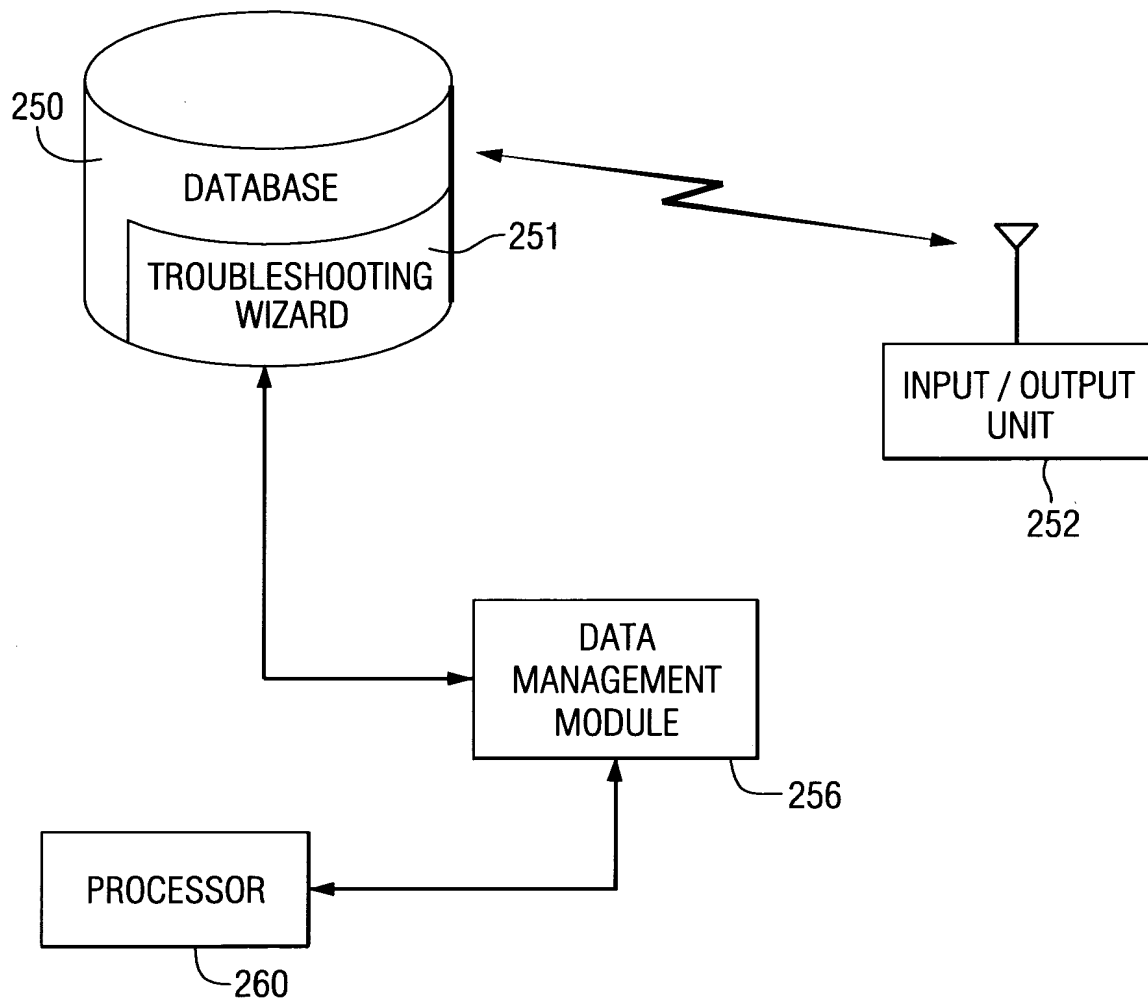 250
DATABASE
251
TROUBLESHOOTING
WIZARD
INPUT / OUTPUT
UNIT
252
DATA
MANAGEMENT
MODULE
256
PROCESSOR
260